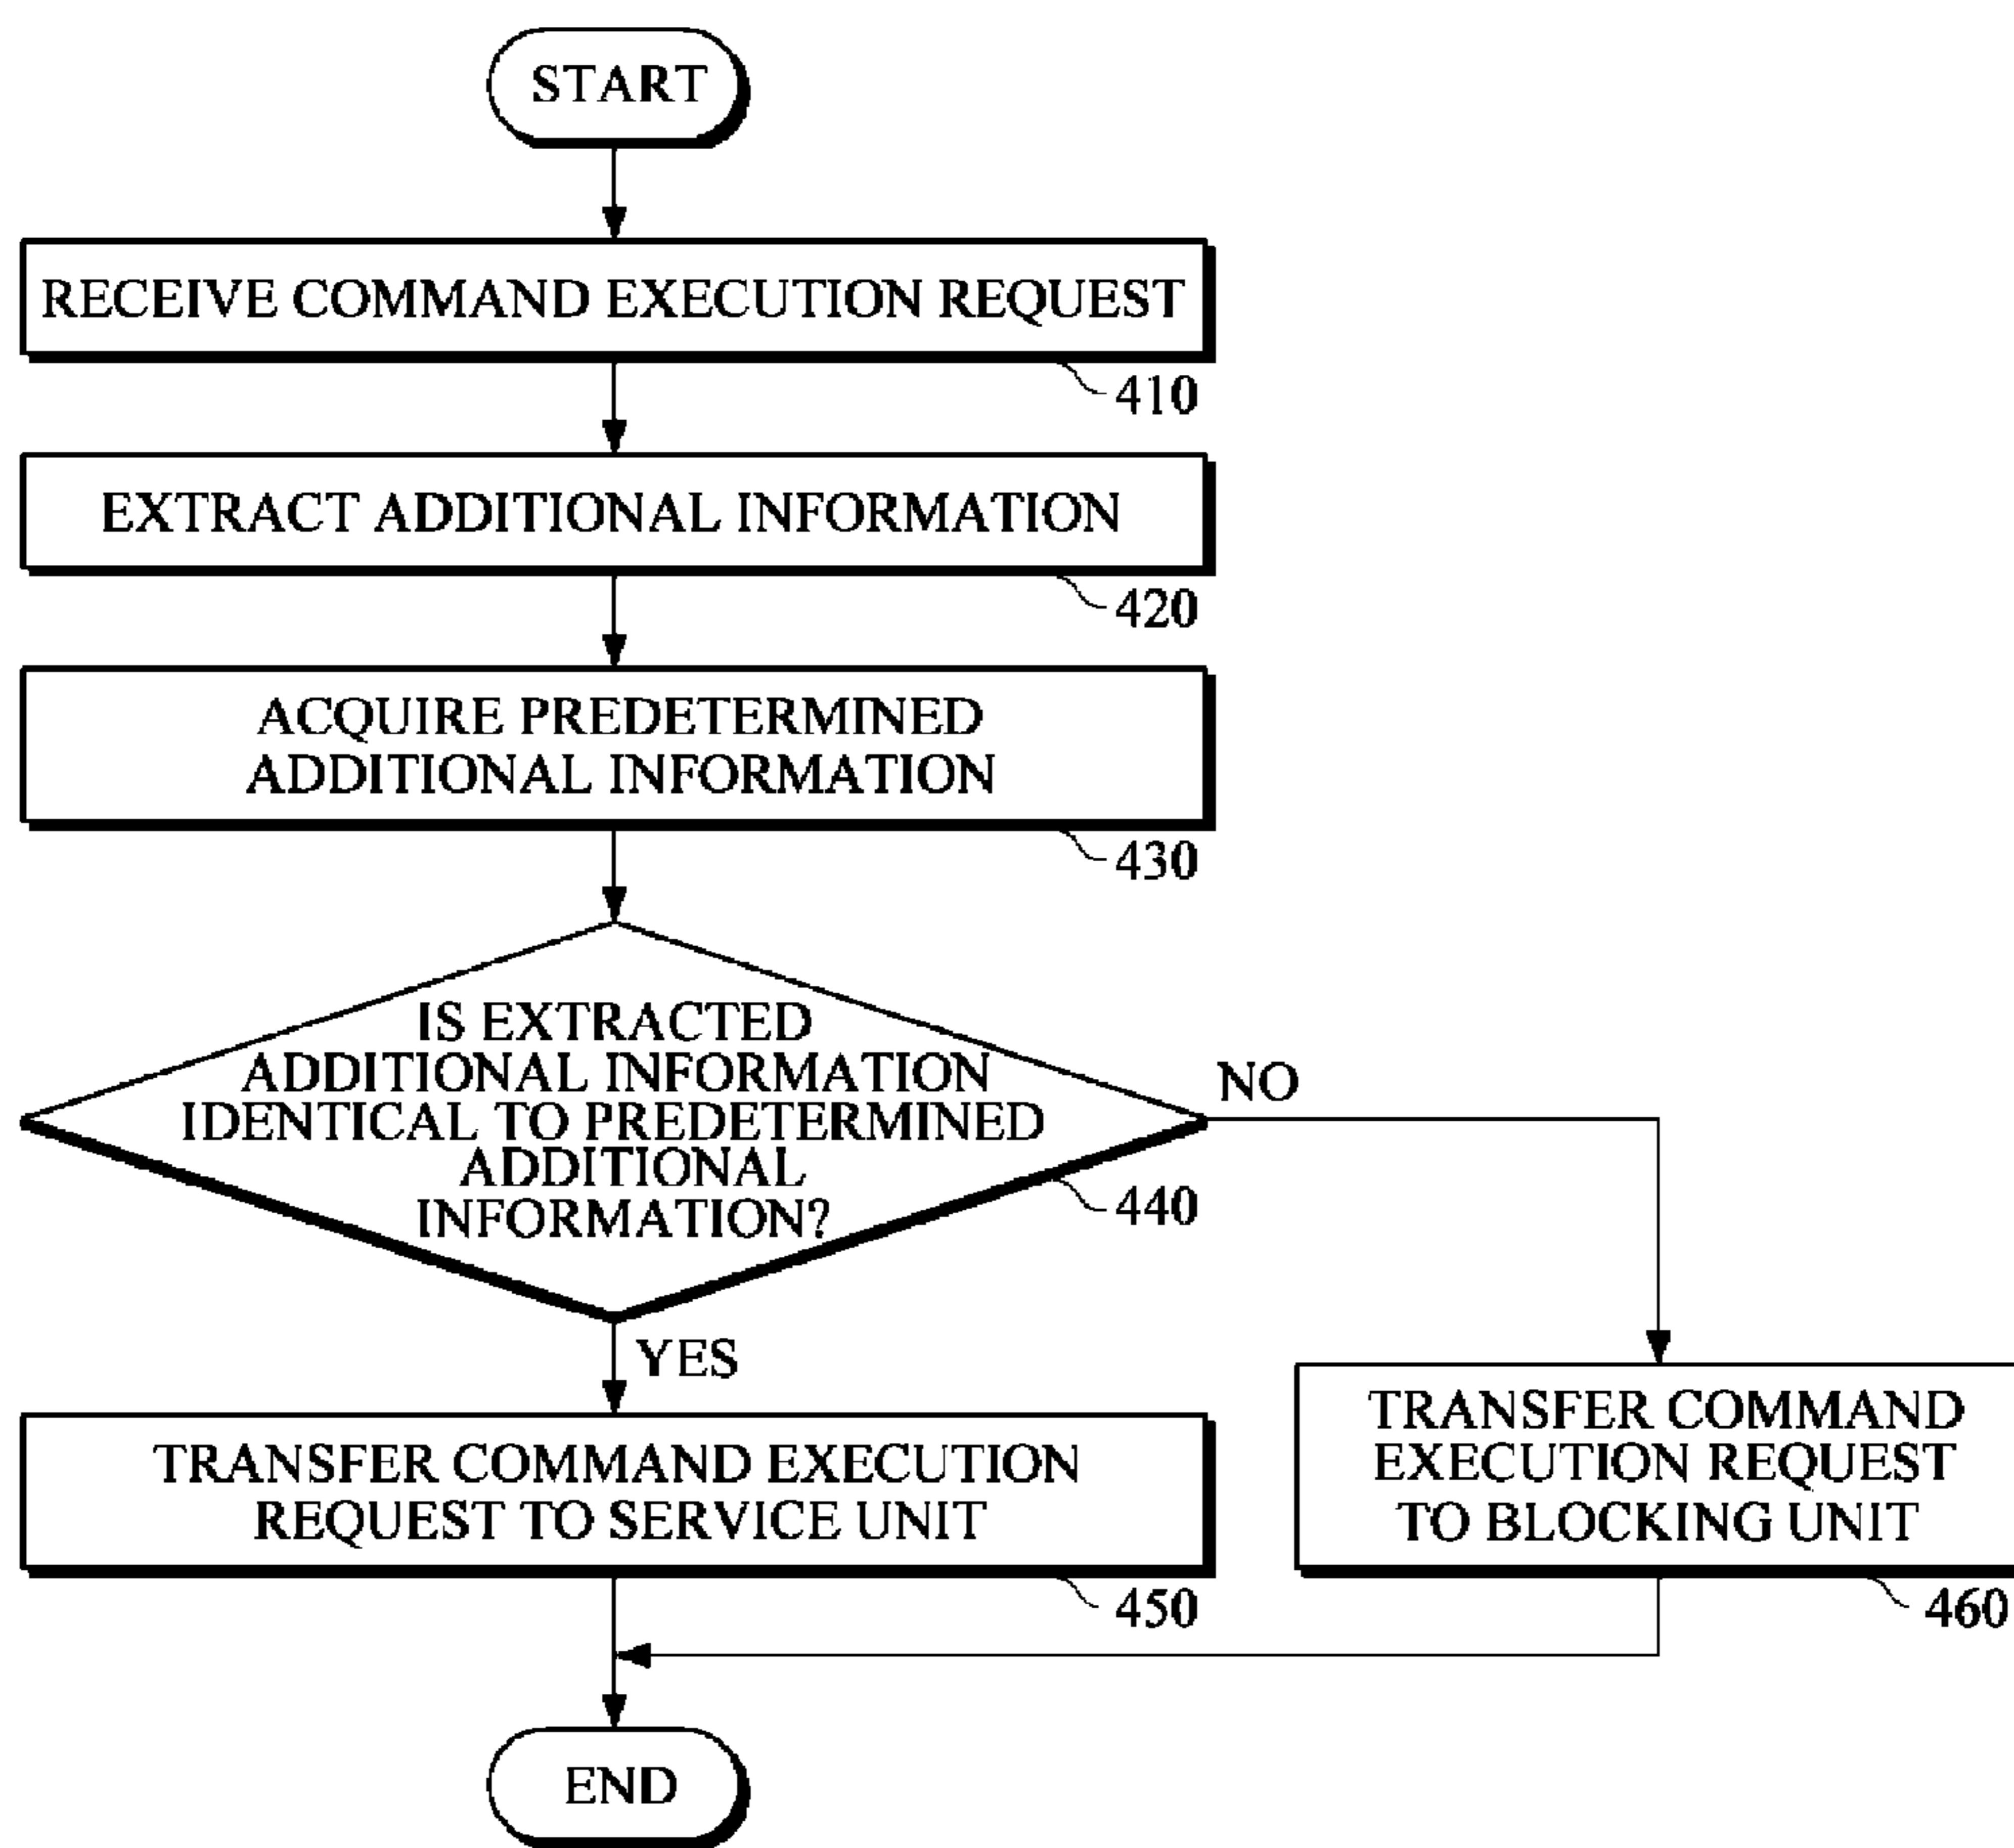 START
RECEIVE COMMAND EXECUTION REQUEST
410
EXTRACT ADDITIONAL INFORMATION
420
ACQUIRE PREDETERMINED
ADDITIONAL INFORMATION
430
IS EXTRACTED
ADDITIONAL INFORMATION
IDENTICAL TO PREDETERMINED
ADDITIONAL
INFORMATION?
440
NO
YES
TRANSFER COMMAND EXECUTION
REQUEST TO SERVICE UNIT
450
TRANSFER COMMAND
EXECUTION REQUEST
TO BLOCKING UNIT
460
END